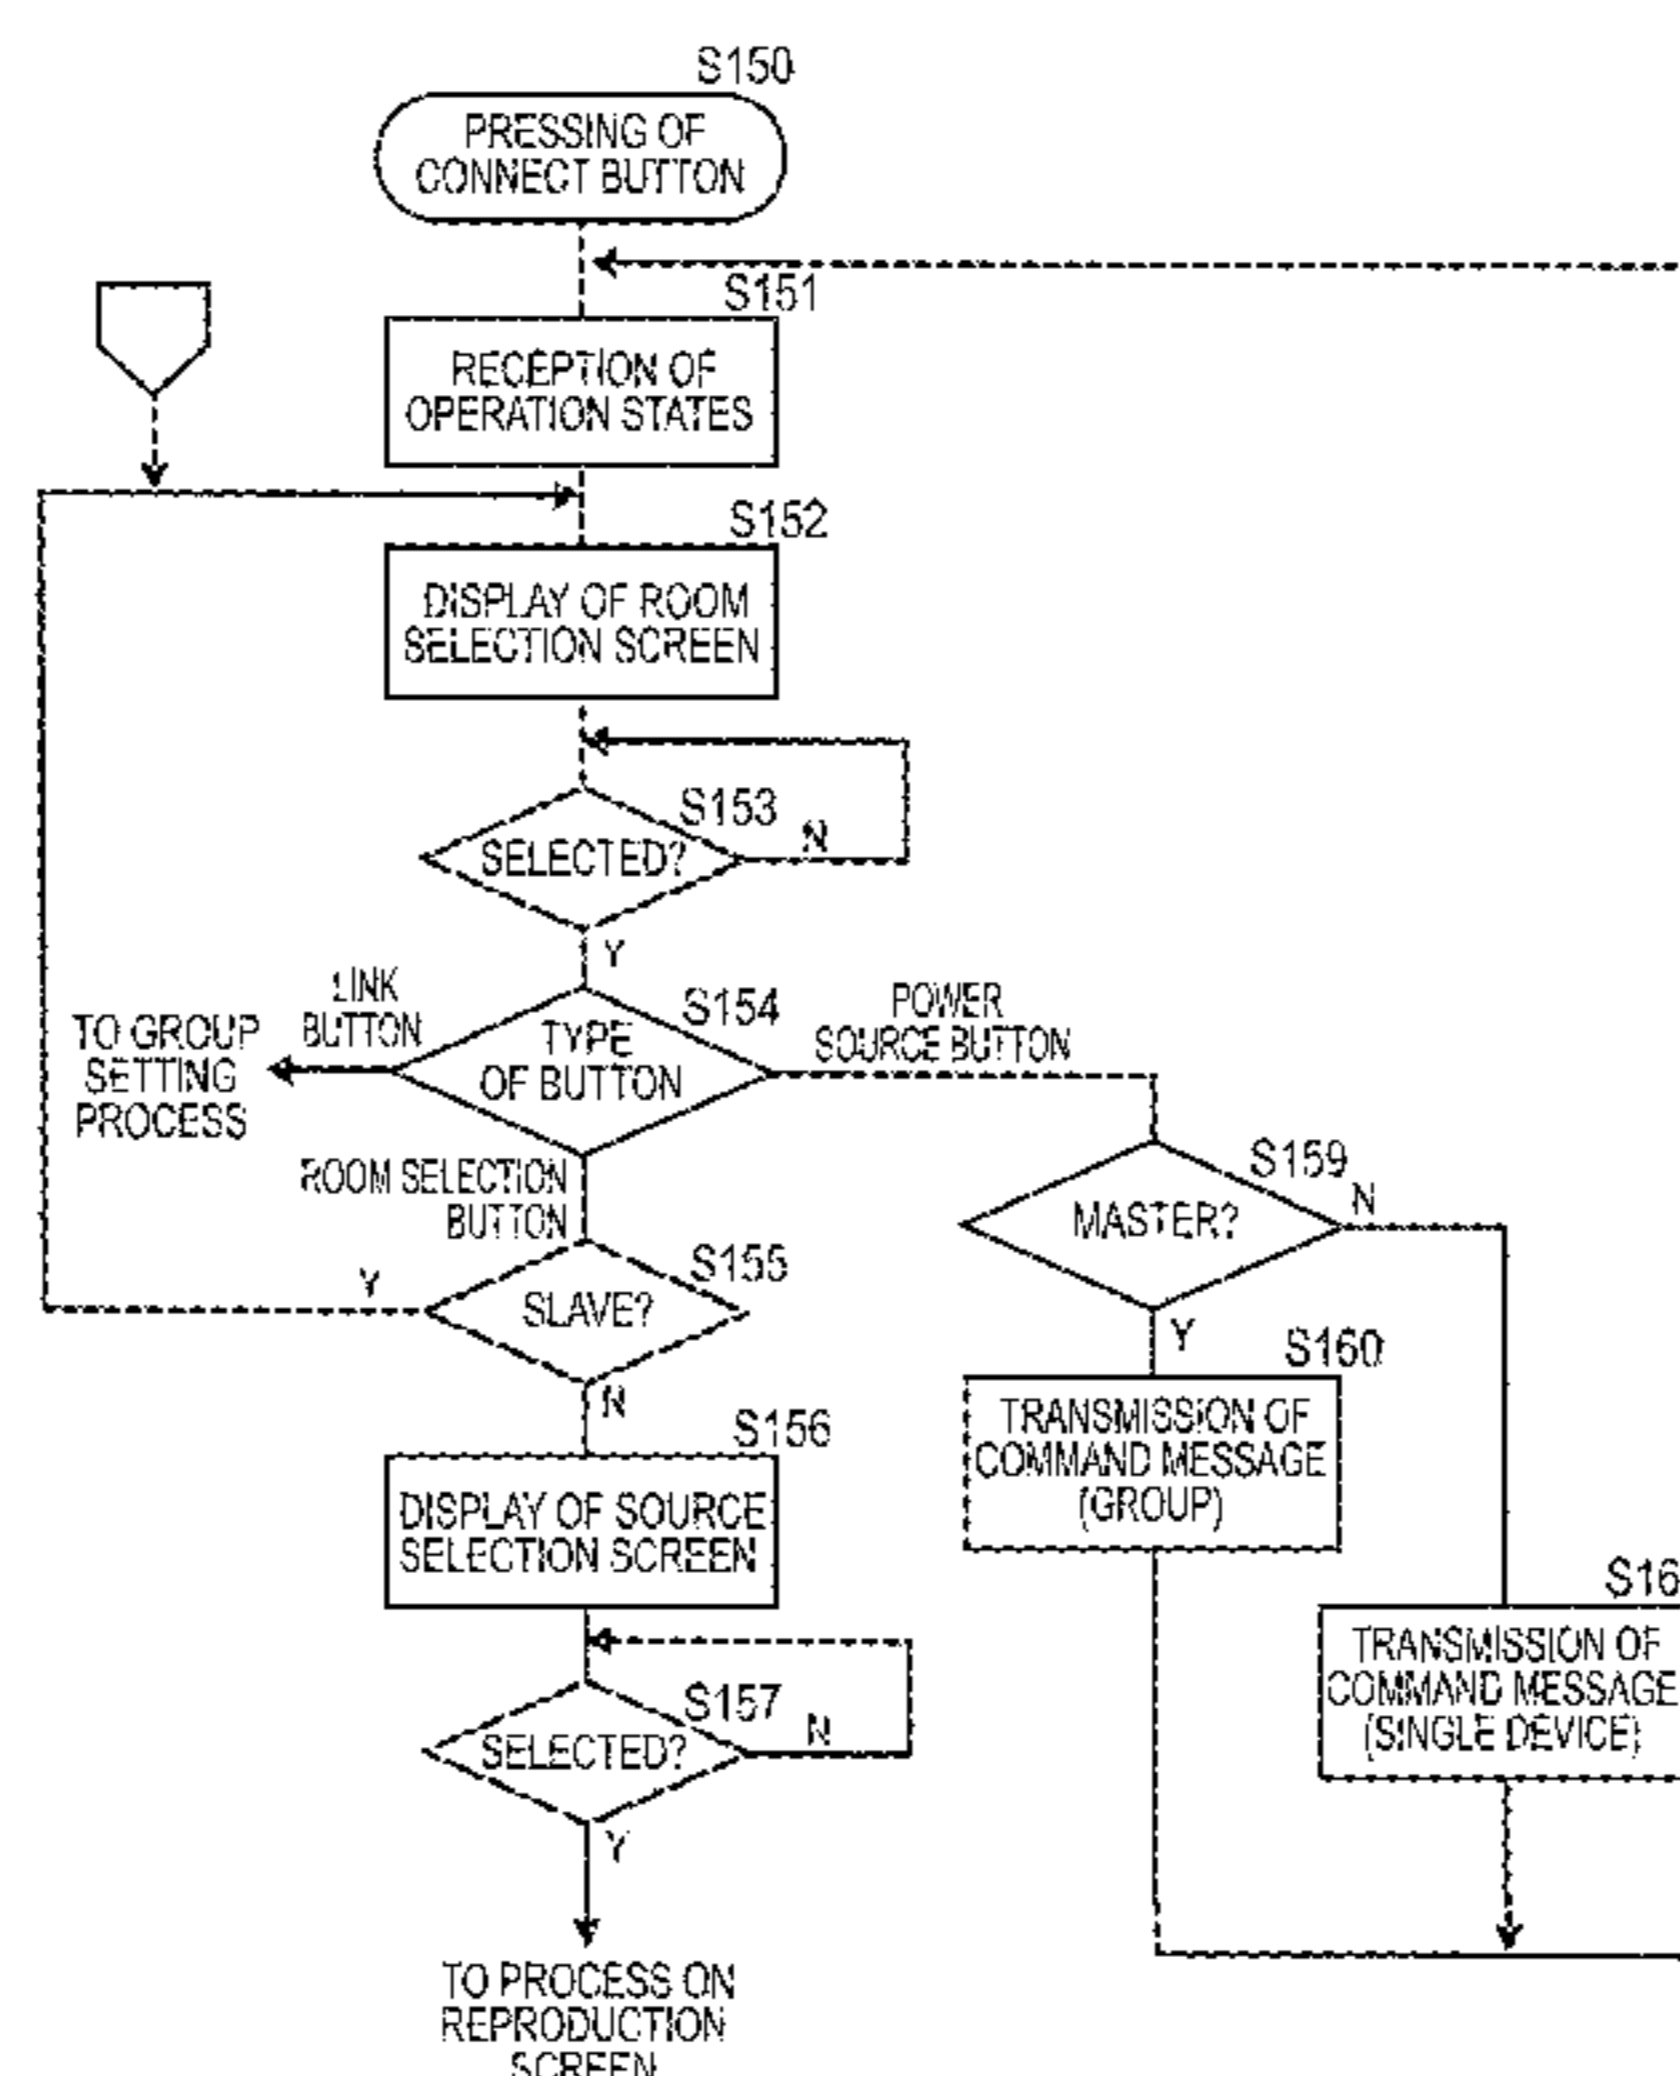 S150
PRESSING OF
CONNECT BUTTON
S151
RECEPTION OF
OPERATION STATES
S152
DISPLAY OF ROOM
SELECTION SCREEN
S153
SELECTED?
N
Y
LINK
BUTTON
TO GROUP
SETTING
PROCESS
S154
TYPE
OF BUTTON
POWER
SOURCE BUTTON
ROOM SELECTION
BUTTON
S155
SLAVE?
Y
N
S159
MASTER?
N
Y
S160
TRANSMISSION OF
COMMAND MESSAGE
(GROUP)
S156
DISPLAY OF SOURCE
SELECTION SCREEN
S16
TRANSMISSION OF
COMMAND MESSAGE
(SINGLE DEVICE)
S157
SELECTED?
N
Y
TO PROCESS ON
REPRODUCTION
SCREEN